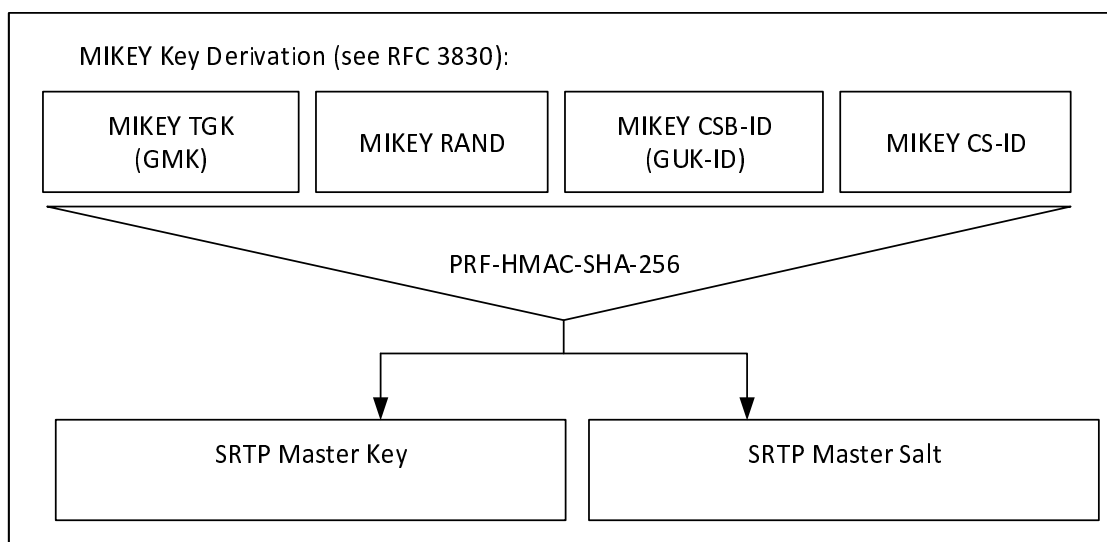 MIKEY Key Derivation (see RFC 3830):
MIKEY TGK
(GMK)
MIKEY RAND
MIKEY CSB-ID
(GUK-ID)
MIKEY CS-ID
PRF-HMAC-SHA-256
SRTP Master Key
SRTP Master Salt